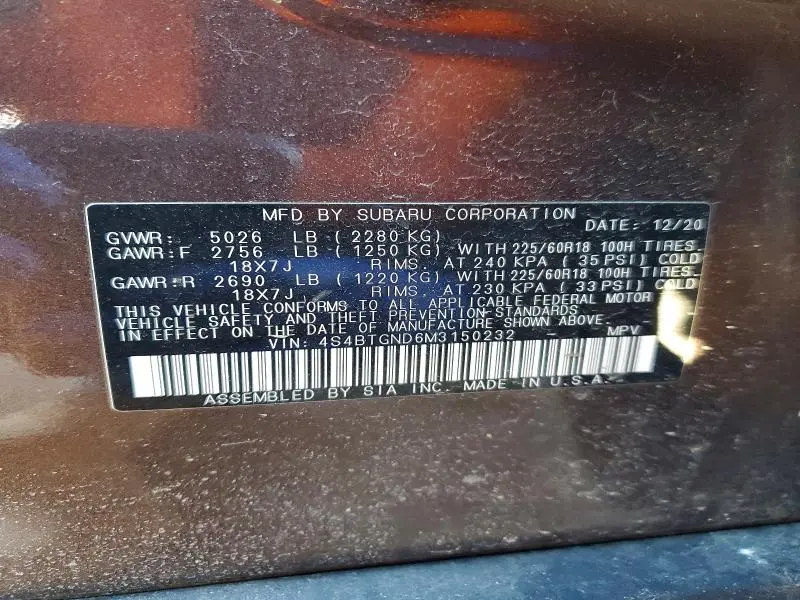 MFD BY SUBARU CORPORATION DATE: 12/20
GVWR: 5026 LB ( 2280 KG)
GAWR:F 2756 LB ( 1250 KG) WITH 225/60R18 100H TIRES.
18X7J RIMS. AT 240 KPA ( 35 PSI) COLD
GAWR:R 2690 LB ( 1220 KG) WITH 225/60R18 100H TIRES.
18X7J RIMS. AT 230 KPA ( 33 PSI) COLD
THIS VEHICLE CONFORMS TO ALL APPLICABLE FEDERAL MOTOR
VEHICLE SAFETY AND THEFT PREVENTION STANDARDS
IN EFFECT ON THE DATE OF MANUFACTURE SHOWN ABOVE.
VIN: 4S4BTGND6M3150232 MPV
ASSEMBLED BY SIA INC. MADE IN U.S.A.